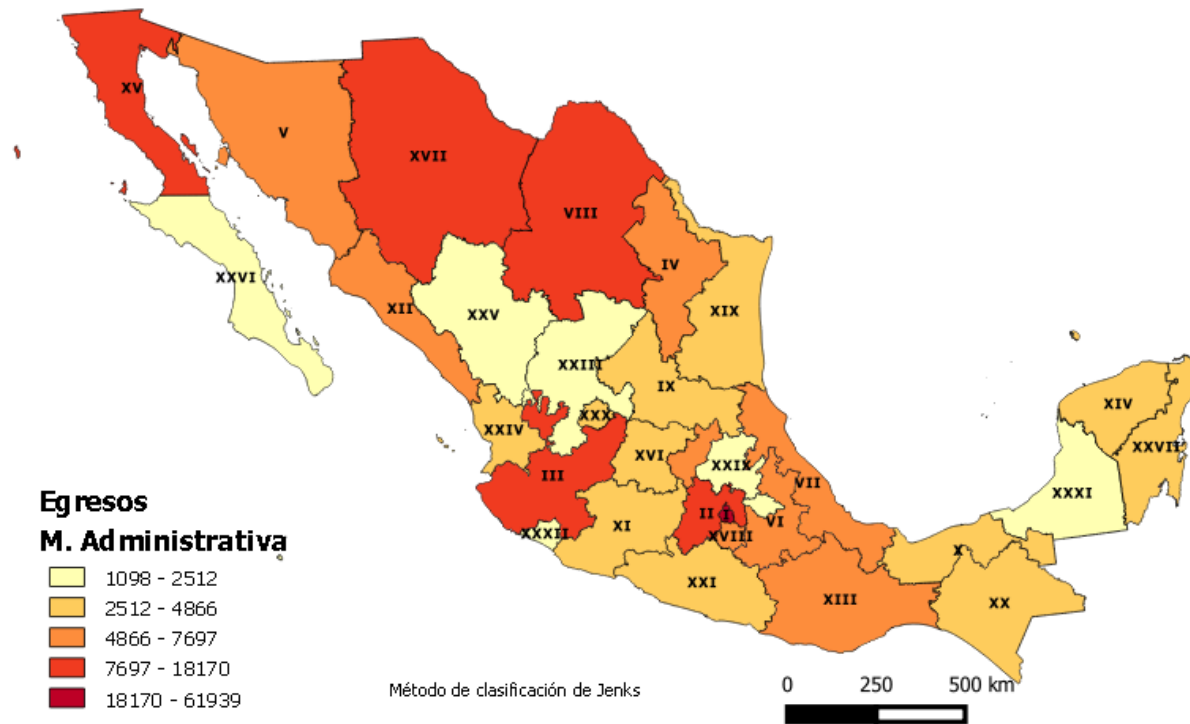 XV
V
XVII
VIII
IV
XXVI
XII
XXV
XIX
XXIII
IX
XXX
XXIV
XIV
XVI
XXVII
XXIX
III
VII
XXXI
II
I
VI
XXXII
XI
XVIII
X
XXI
XIII
XX
Egresos
M. Administrativa
1098 - 2512
2512 - 4866
4866 - 7697
7697 - 18170
18170 - 61939
Método de clasificación de Jenks
0 250 500 km